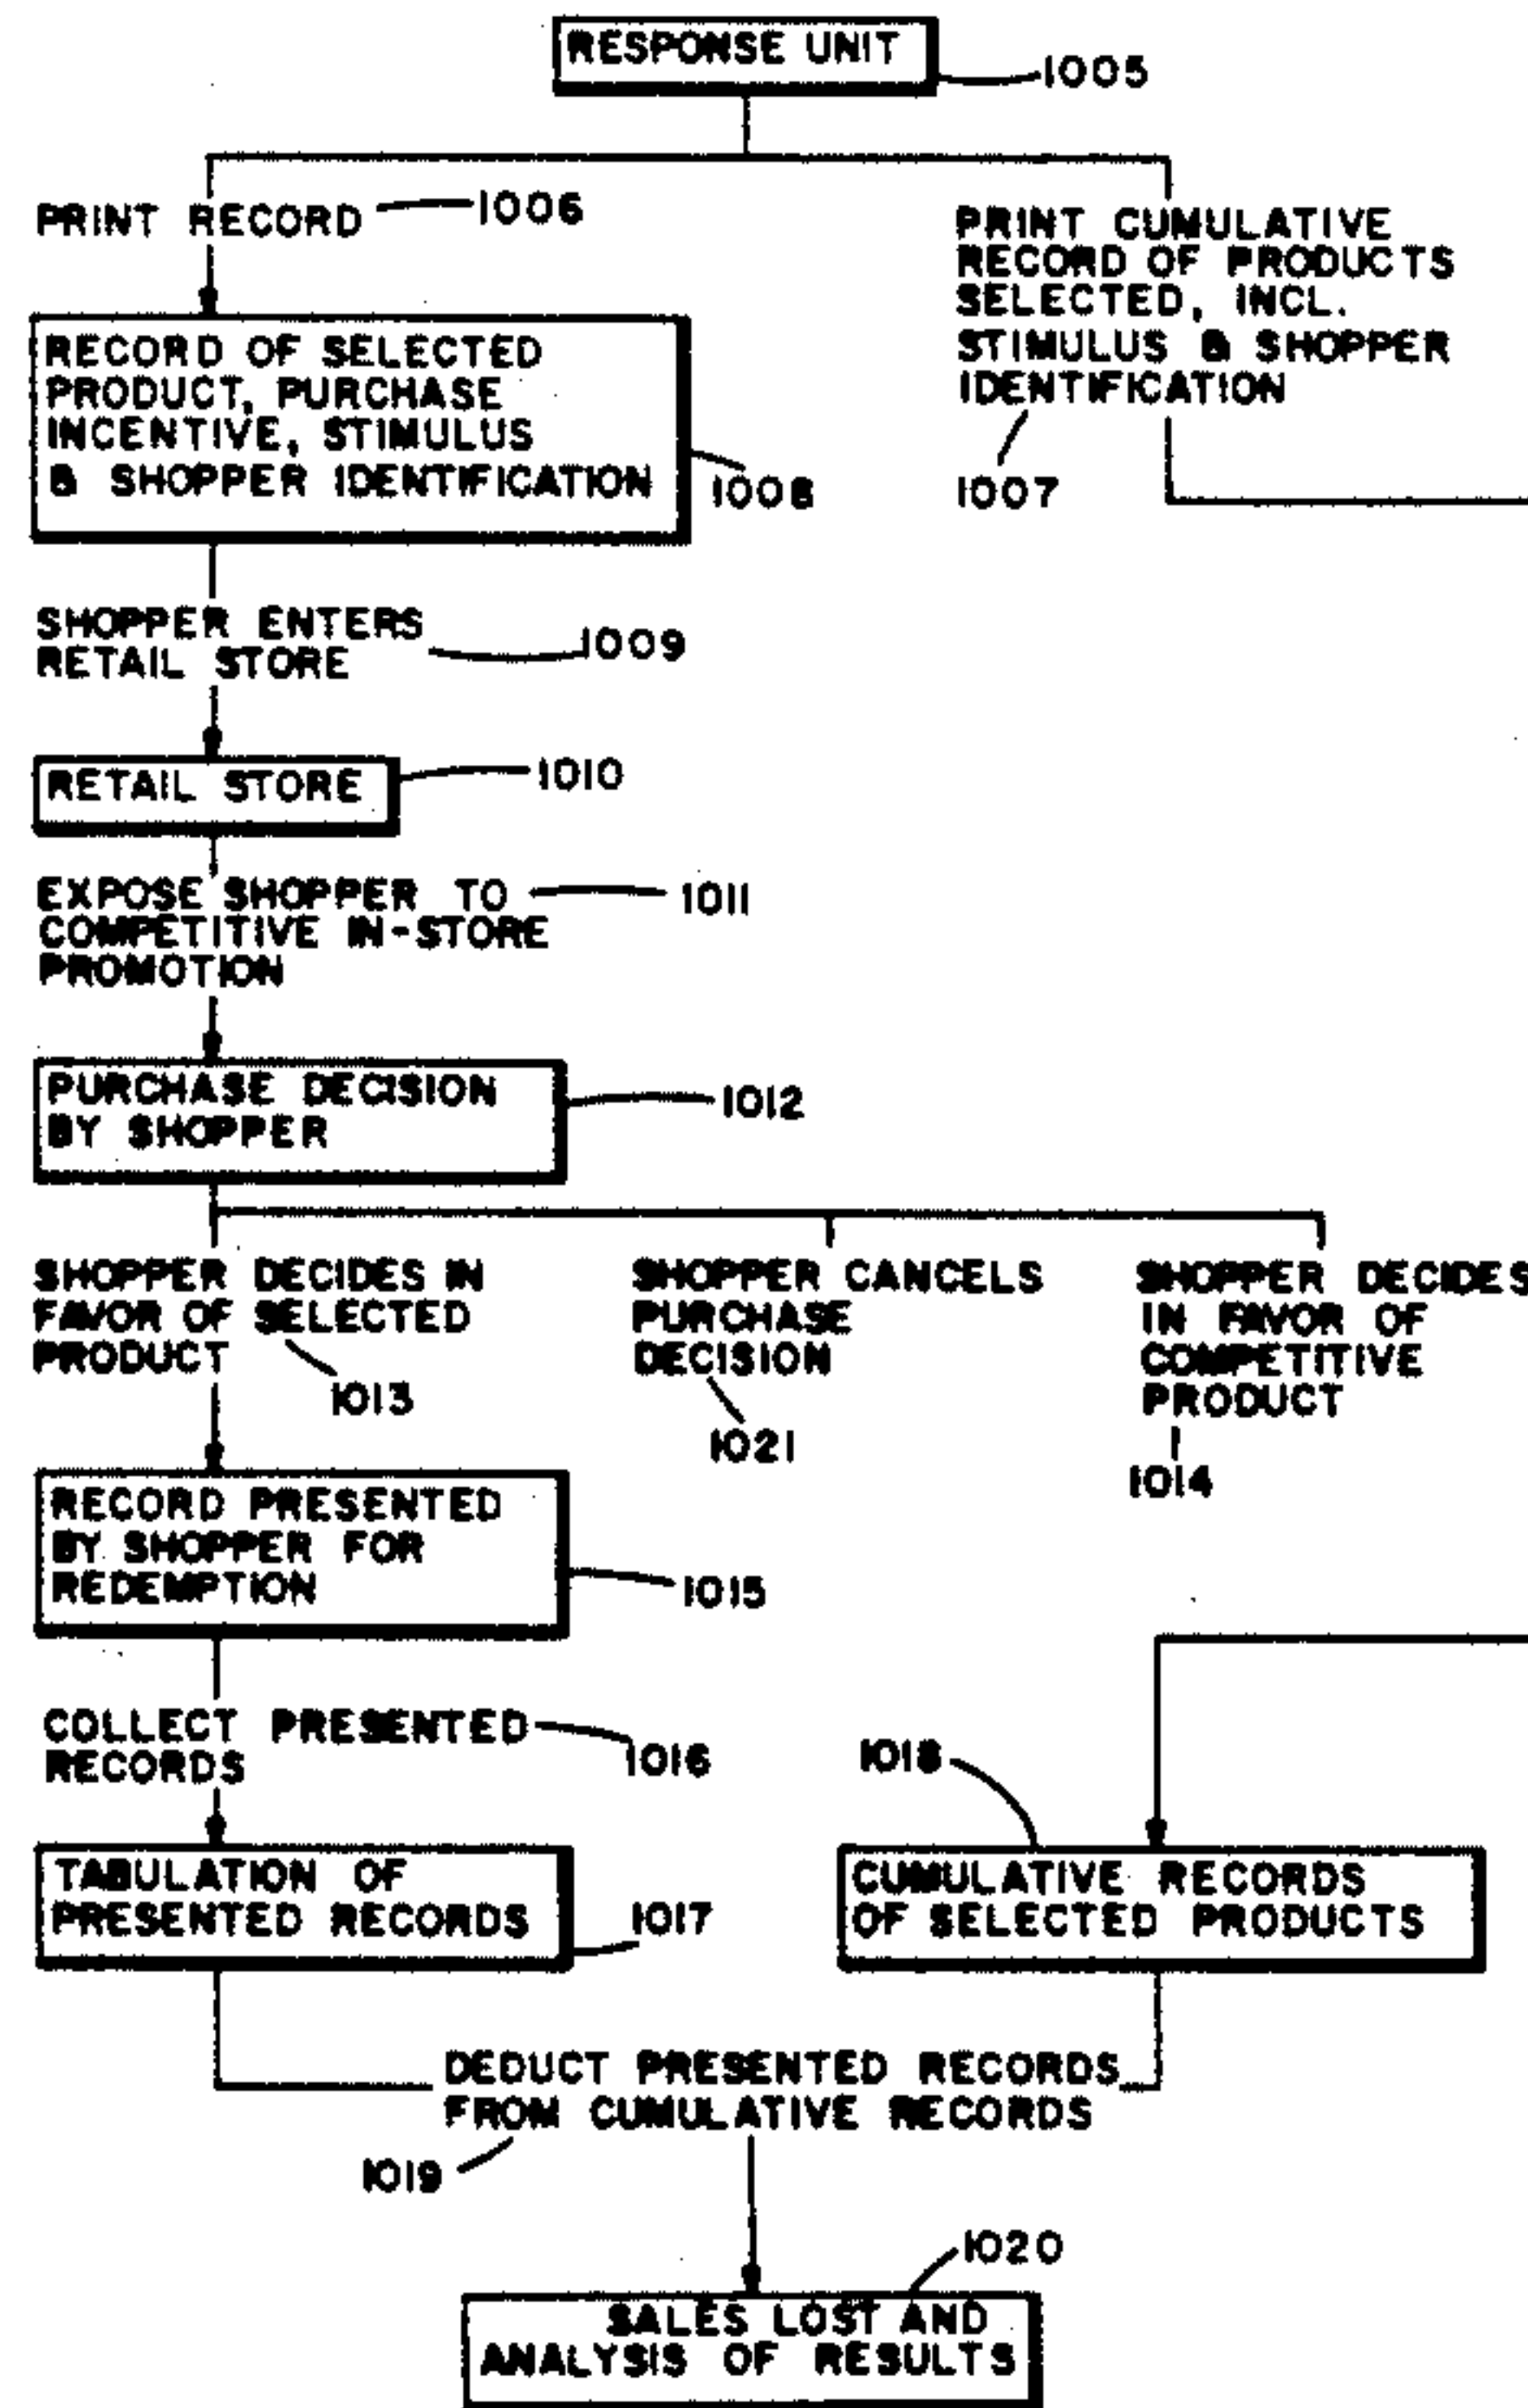 RESPONSE UNIT
1005
PRINT RECORD
1006
PRINT CUMULATIVE
RECORD OF PRODUCTS
SELECTED, INCL.
STIMULUS & SHOPPER
IDENTIFICATION
1007
RECORD OF SELECTED
PRODUCT, PURCHASE
INCENTIVE, STIMULUS
& SHOPPER IDENTIFICATION
1008
SHOPPER ENTERS
RETAIL STORE
1009
RETAIL STORE
1010
EXPOSE SHOPPER TO
COMPETITIVE IN-STORE
PROMOTION
1011
PURCHASE DECISION
BY SHOPPER
1012
SHOPPER DECIDES IN
FAVOR OF SELECTED
PRODUCT
1013
SHOPPER CANCELS
PURCHASE
DECISION
1021
SHOPPER DECIDES
IN FAVOR OF
COMPETITIVE
PRODUCT
1014
RECORD PRESENTED
BY SHOPPER FOR
REDEMPTION
1015
COLLECT PRESENTED
RECORDS
1016
1018
TABULATION OF
PRESENTED RECORDS
1017
CUMULATIVE RECORDS
OF SELECTED PRODUCTS
DEDUCT PRESENTED RECORDS
FROM CUMULATIVE RECORDS
1019
1020
SALES LOST AND
ANALYSIS OF RESULTS